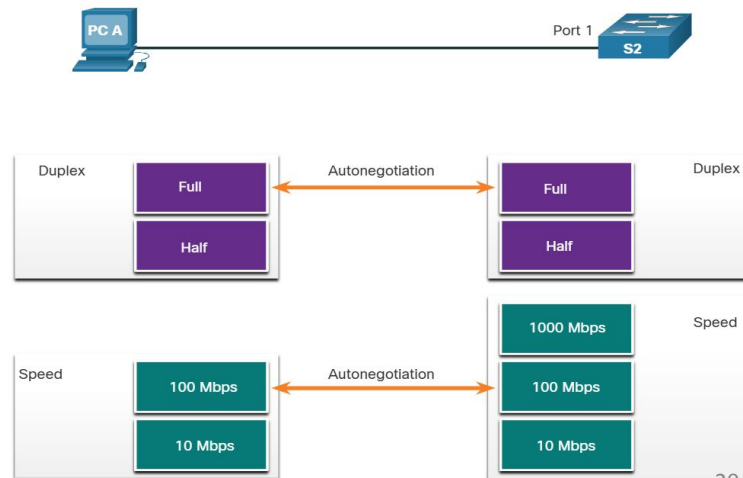 PC A
Port 1
S2
Duplex
Full
Autonegotiation
Full
Duplex
Half
Half
1000 Mbps
Speed
Speed
100 Mbps
Autonegotiation
100 Mbps
10 Mbps
10 Mbps